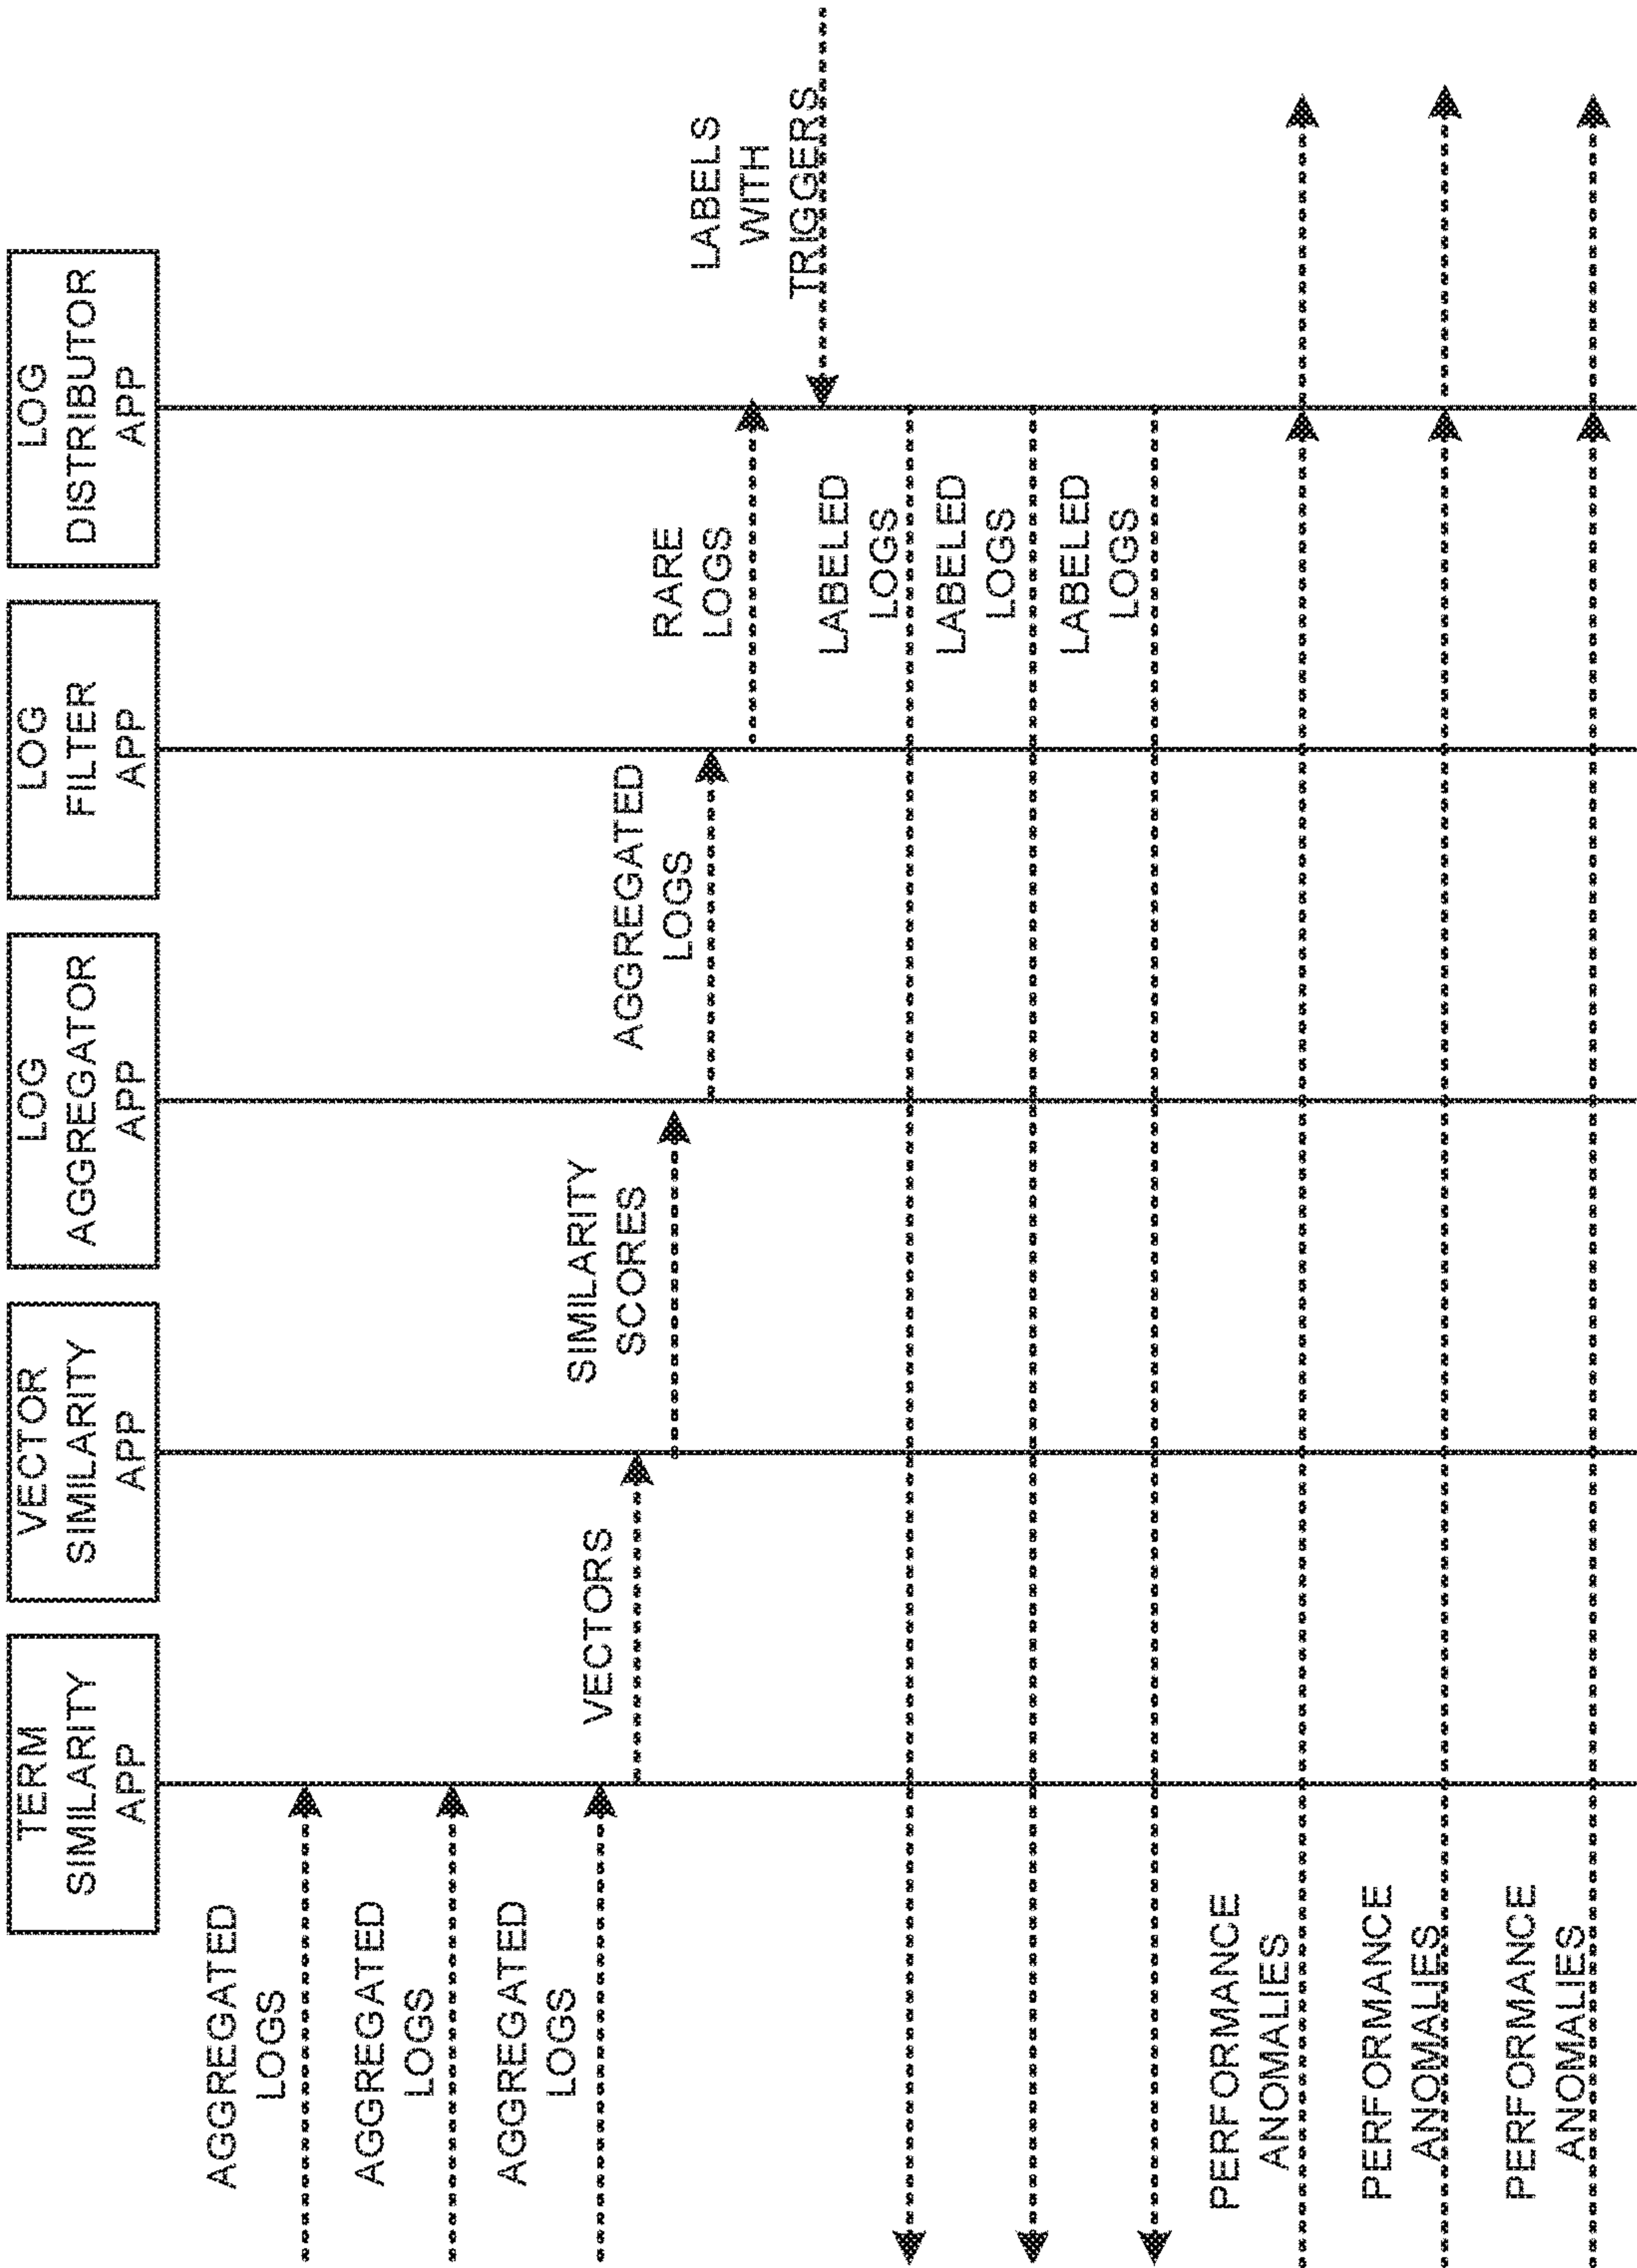 TERM
SIMILARITY
APP
VECTOR
SIMILARITY
APP
LOG
AGGREGATOR
APP
LOG
FILTER
APP
LOG
DISTRIBUTOR
APP
AGGREGATED
LOGS
AGGREGATED
LOGS
AGGREGATED
LOGS
VECTORS
SIMILARITY
SCORES
AGGREGATED
LOGS
RARE
LOGS
LABELS
WITH
TRIGGERS
LABELED
LOGS
LABELED
LOGS
LABELED
LOGS
PERFORMANCE
ANOMALIES
PERFORMANCE
ANOMALIES
PERFORMANCE
ANOMALIES